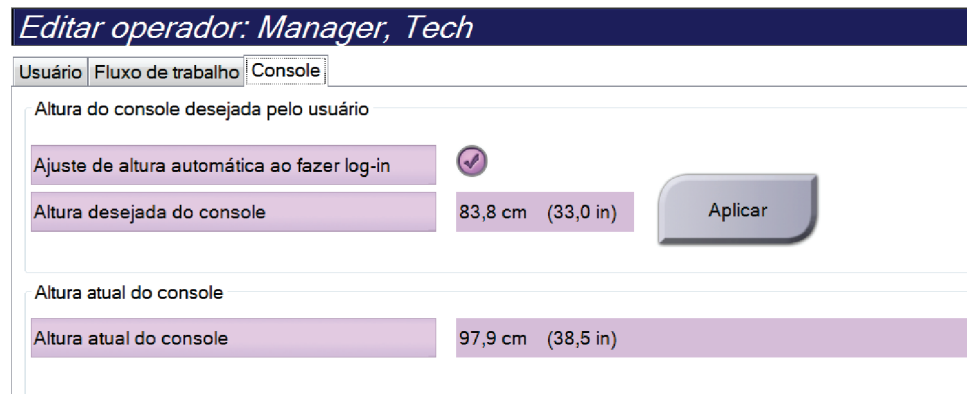 Editar operador: Manager, Tech
Usuário Fluxo de trabalho Console
Altura do console desejada pelo usuário
Ajuste de altura automática ao fazer log-in
Altura desejada do console 83,8 cm (33,0 in) Aplicar
Altura atual do console
Altura atual do console 97,9 cm (38,5 in)